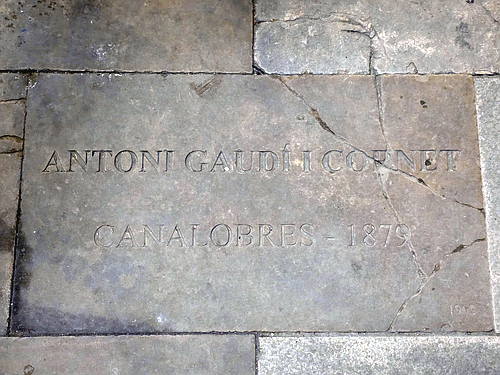 ANTONI GAUDÍ I CORNET
CANALOBRES - 1879